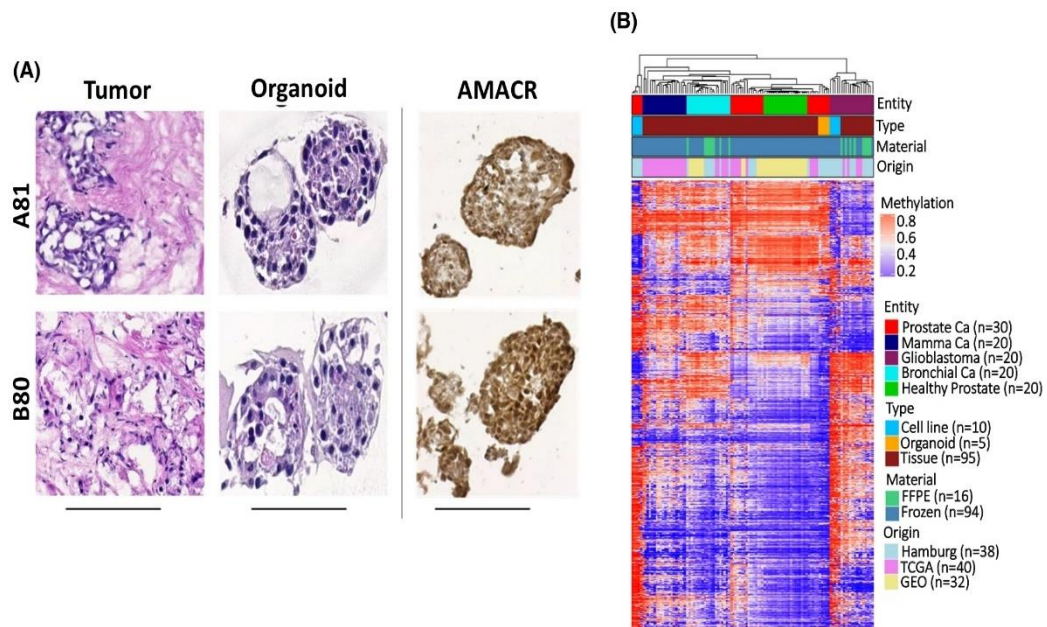 (A)
Tumor
Organoid
AMACR
A81
B80
(B)
Entity
Type
Material
Origin
Methylation
0.8
0.6
0.4
0.2
Entity
Prostate Ca (n=30)
Mamma Ca (n=20)
Glioblastoma (n=20)
Bronchial Ca (n=20)
Healthy Prostate (n=20)
Type
Cell line (n=10)
Organoid (n=5)
Tissue (n=95)
Material
FFPE (n=16)
Frozen (n=94)
Origin
Hamburg (n=38)
TCGA (n=40)
GEO (n=32)